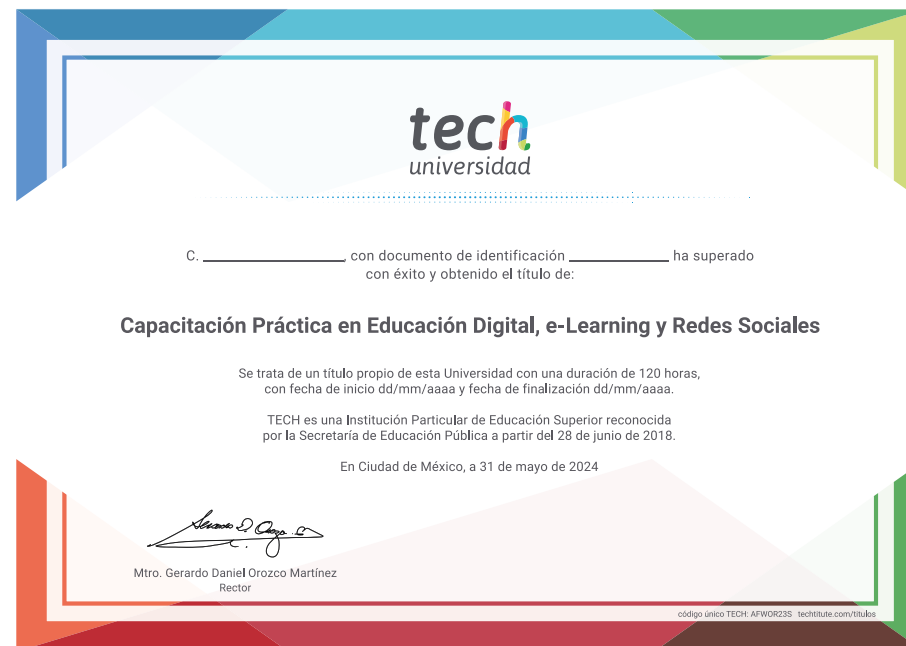 tech
universidad
C. ____________, con documento de identificación ____________ ha superado
con éxito y obtenido el título de:
Capacitación Práctica en Educación Digital, e-Learning y Redes Sociales
Se trata de un título propio de esta Universidad con una duración de 120 horas,
con fecha de inicio dd/mm/aaaa y fecha de finalización dd/mm/aaaa.
TECH es una Institución Particular de Educación Superior reconocida
por la Secretaría de Educación Pública a partir del 28 de junio de 2018.
En Ciudad de México, a 31 de mayo de 2024
Mtro. Gerardo Daniel Orozco Martínez
Rector
código único TECH: AFWOR23S techtitute.com/titulos